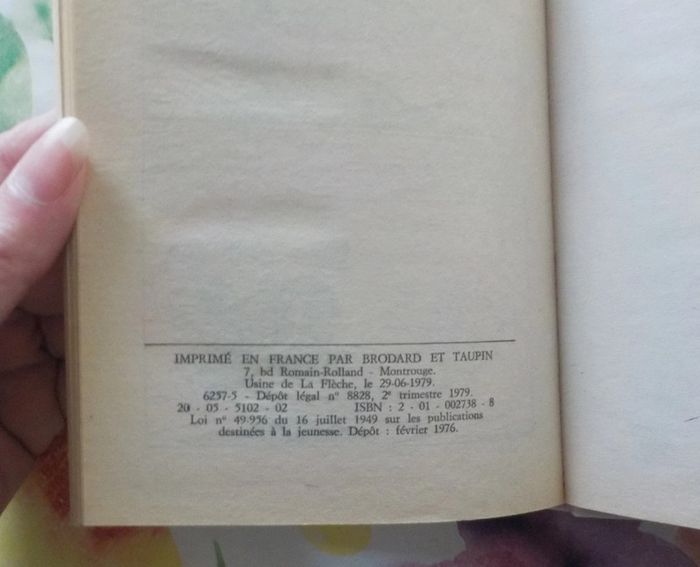 IMPRIMÉ EN FRANCE PAR BRODARD ET TAUPIN
7, bd Romain-Rolland - Montrouge.
Usine de La Flèche, le 29-06-1979.
6257-5 - Dépôt légal n° 8828, 2e trimestre 1979.
20 - 05 - 5102 - 02 ISBN : 2 - 01 - 002738 - 8
Loi n° 49-956 du 16 juillet 1949 sur les publications
destinées à la jeunesse. Dépôt : février 1976.